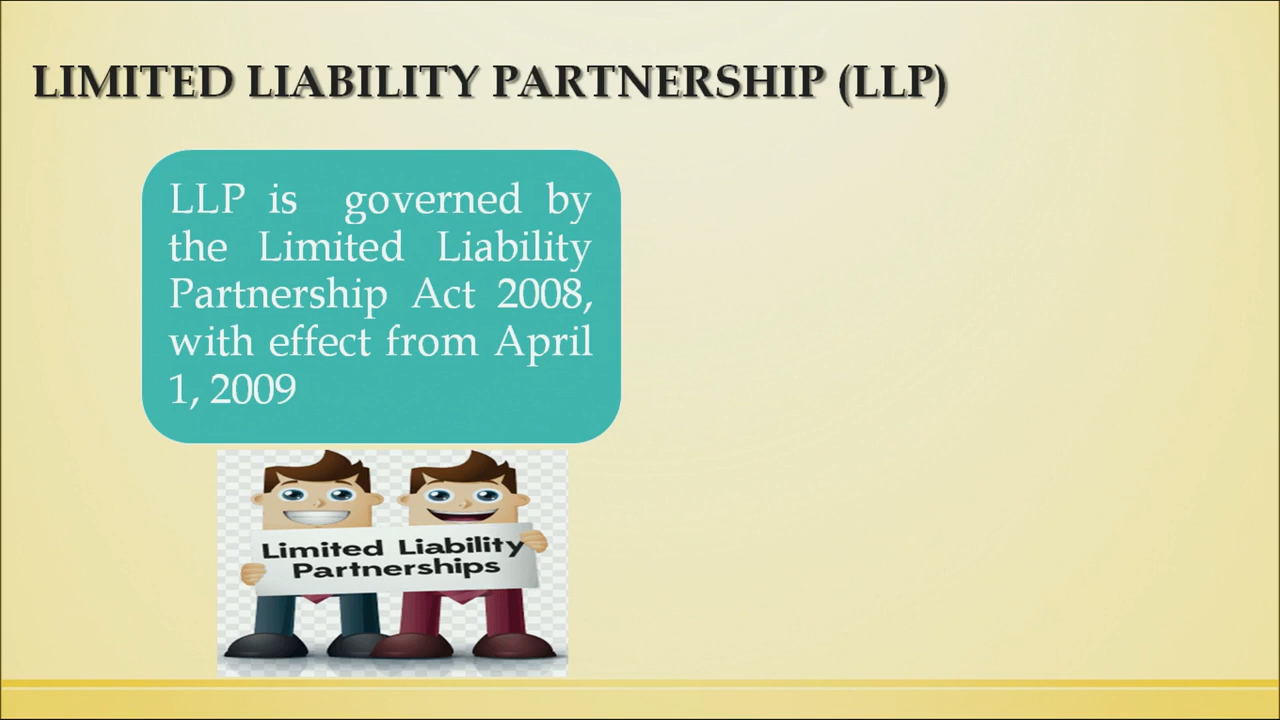 LIMITED LIABILITY PARTNERSHIP (LLP)
LLP is governed by
the Limited Liability
Partnership Act 2008,
with effect from April
1, 2009
Limited Liability
Partnerships